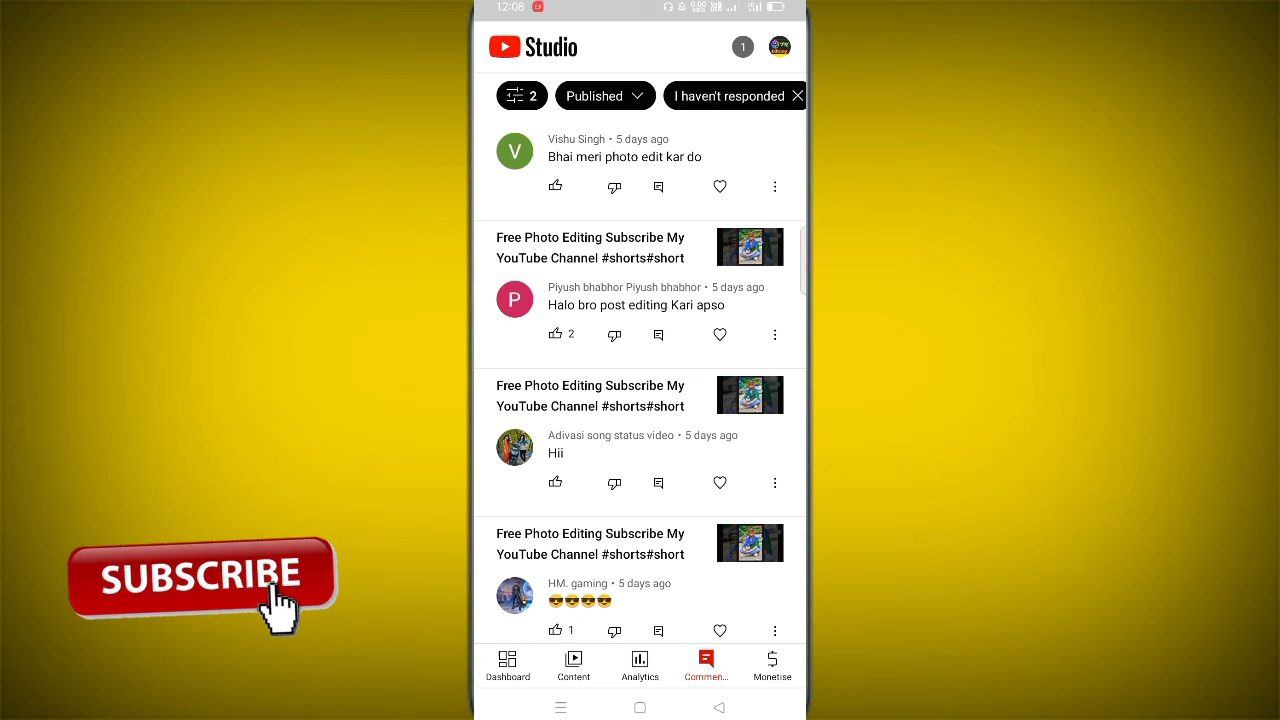 12:08
Studio
1
2
Published
I haven't responded
V
Vishu Singh • 5 days ago
Bhai meri photo edit kar do
Free Photo Editing Subscribe My
YouTube Channel #shorts#short
P
Piyush bhabhor Piyush bhabhor • 5 days ago
Halo bro post editing Kari apso
2
Free Photo Editing Subscribe My
YouTube Channel #shorts#short
Adivasi song status video • 5 days ago
Hii
Free Photo Editing Subscribe My
YouTube Channel #shorts#short
HM. gaming • 5 days ago
😎😎😎😎
1
SUBSCRIBE
Dashboard
Content
Analytics
Commen...
Monetise